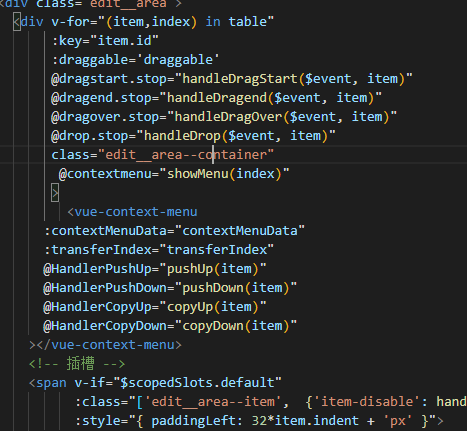 <div class="edit__area">
<div v-for="(item,index) in table"
:key="item.id"
:draggable='draggable'
@dragstart.stop="handleDragStart($event, item)"
@dragend.stop="handleDragend($event, item)"
@dragover.stop="handleDragOver($event, item)"
@drop.stop="handleDrop($event, item)"
class="edit__area--container"
@contextmenu="showMenu(index)"
>
<vue-context-menu
:contextMenuData="contextMenuData"
:transferIndex="transferIndex"
@HandlerPushUp="pushUp(item)"
@HandlerPushDown="pushDown(item)"
@HandlerCopyUp="copyUp(item)"
@HandlerCopyDown="copyDown(item)"
></vue-context-menu>
<!-- 插槽 -->
<span v-if="$scopedSlots.default"
:class="['edit__area--item', {'item-disable': hand
:style="{ paddingLeft: 32*item.indent + 'px' }">